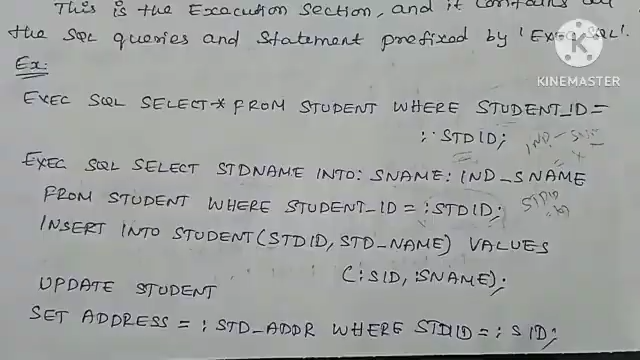 This is the Execution Section, and it contains all
the SQL queries and Statement prefixed by 'EXEC SQL'.
Ex:
KINEMASTER
EXEC SQL SELECT * FROM STUDENT WHERE STUDENT_ID =
: STDID;
IND-
EXEC SQL SELECT STDNAME INTO: SNAME: IND_SNAME
FROM STUDENT WHERE STUDENT_ID = :STDID;
STDID
INSERT INTO STUDENT(STDID, STD_NAME) VALUES
(:SID, :SNAME);
UPDATE STUDENT
SET ADDRESS = : STD_ADDR WHERE STDID = : SID;